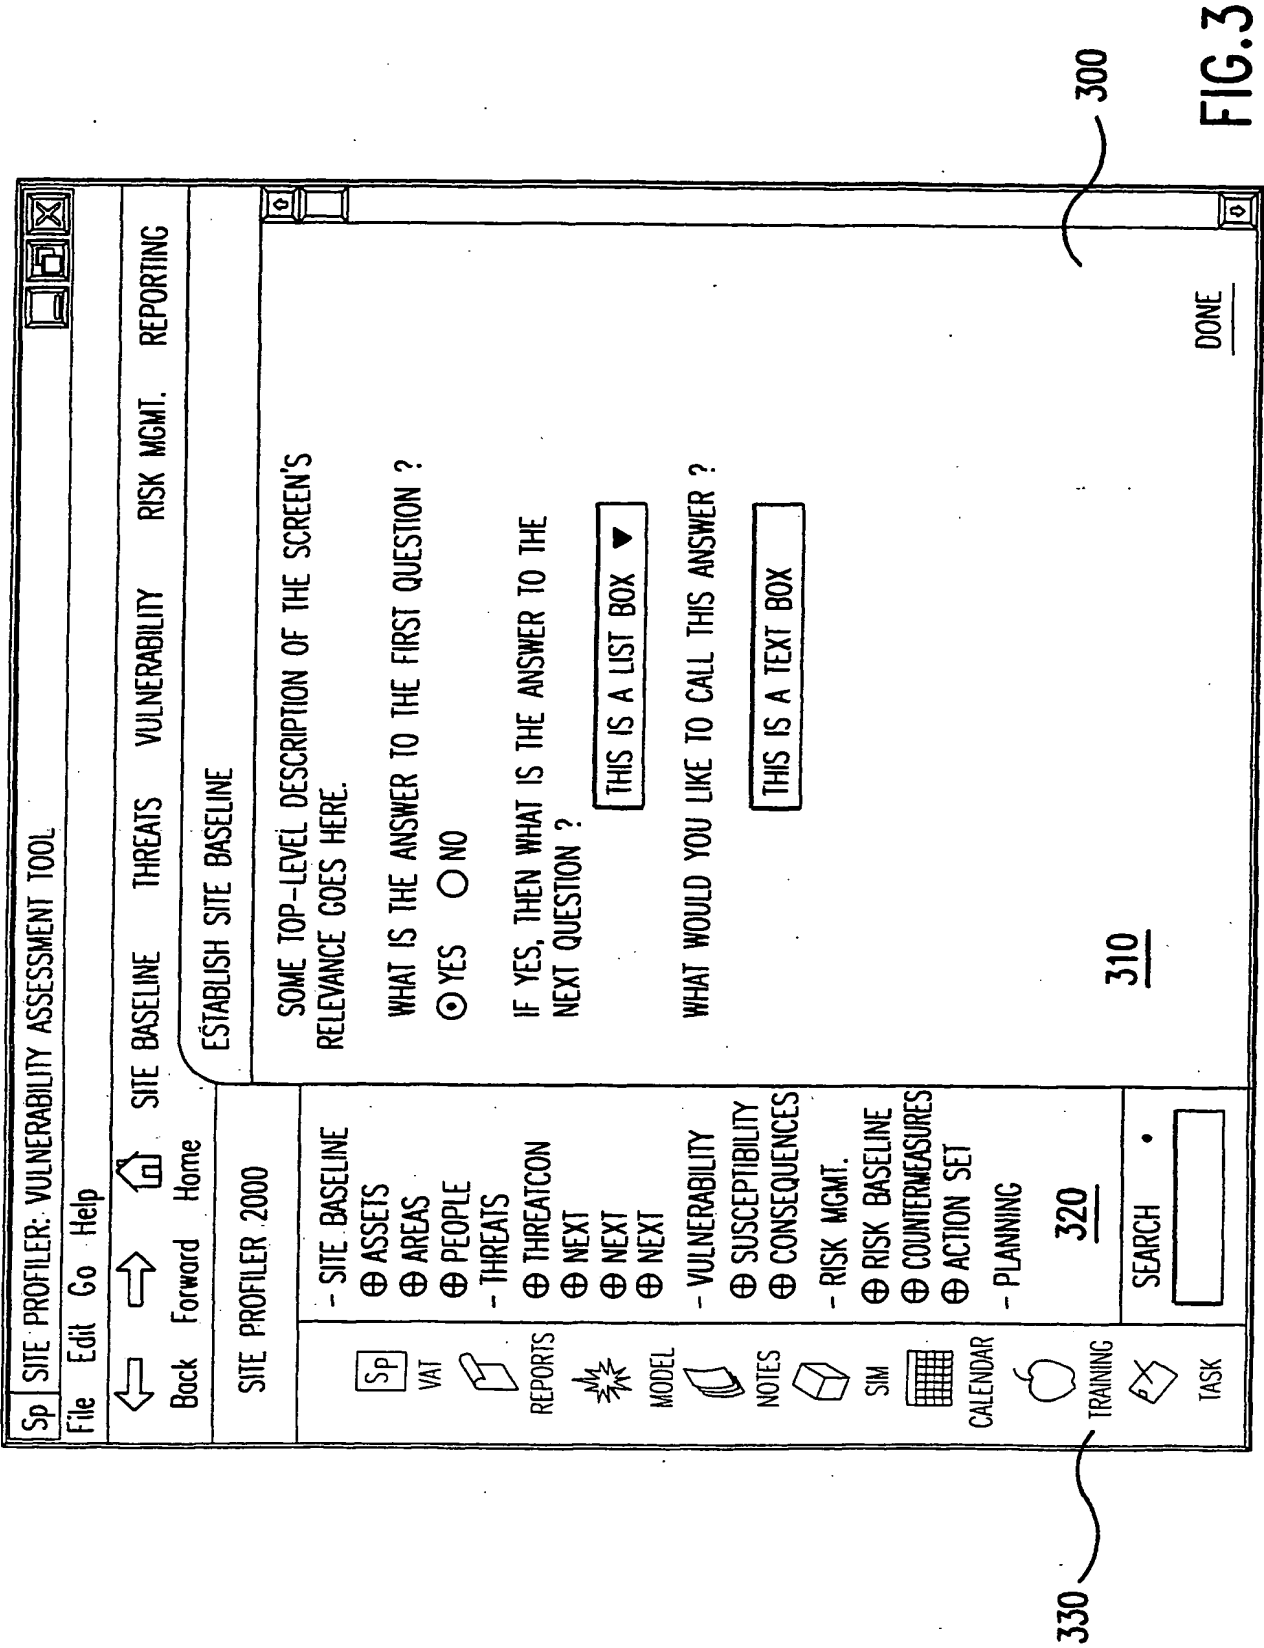 Sp SITE PROFILER: VULNERABILITY ASSESSMENT TOOL
File Edit Go Help
Back Forward Home
SITE BASELINE THREATS VULNERABILITY RISK MGMT. REPORTING
SITE PROFILER 2000
ESTABLISH SITE BASELINE
Sp
VAT
REPORTS
MODEL
NOTES
SIM
CALENDAR
TRAINING
TASK
- SITE BASELINE
⊕ ASSETS
⊕ AREAS
⊕ PEOPLE
- THREATS
⊕ THREATCON
⊕ NEXT
⊕ NEXT
⊕ NEXT
- VULNERABILITY
⊕ SUSCEPTIBILITY
⊕ CONSEQUENCES
- RISK MGMT.
⊕ RISK BASELINE
⊕ COUNTERMEASURES
⊕ ACTION SET
- PLANNING
320
SEARCH
SOME TOP-LEVEL DESCRIPTION OF THE SCREEN'S
RELEVANCE GOES HERE.
WHAT IS THE ANSWER TO THE FIRST QUESTION ?
YES NO
IF YES, THEN WHAT IS THE ANSWER TO THE
NEXT QUESTION ?
THIS IS A LIST BOX ▼
WHAT WOULD YOU LIKE TO CALL THIS ANSWER ?
THIS IS A TEXT BOX
310
DONE
330
300
FIG.3